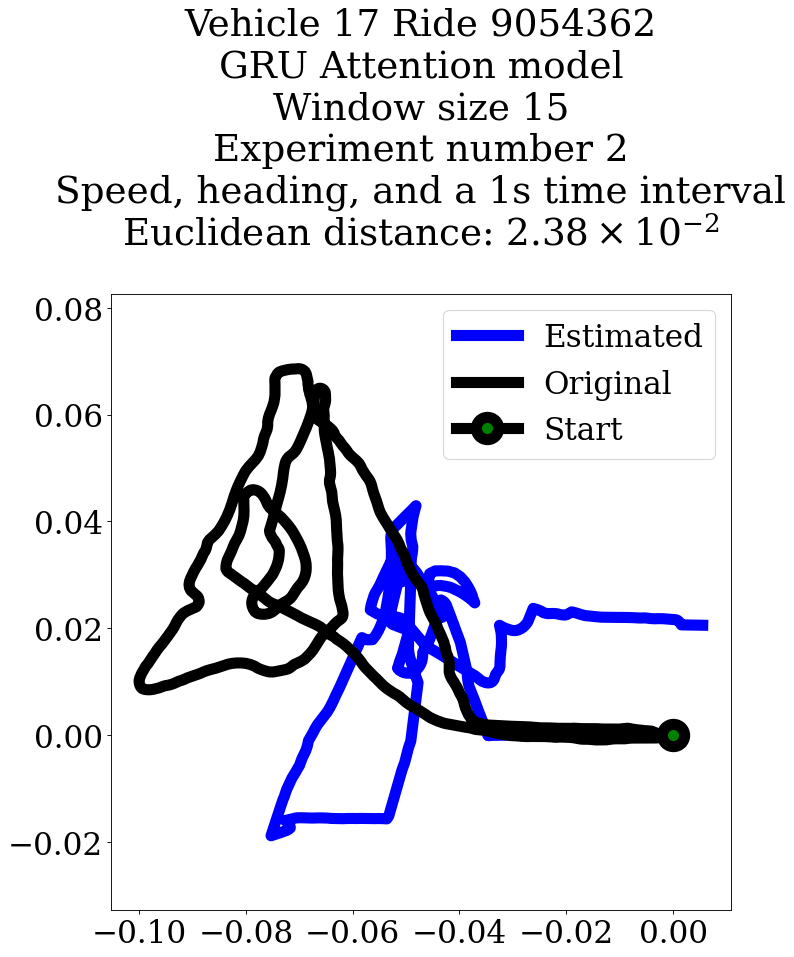 Vehicle 17 Ride 9054362
GRU Attention model
Window size 15
Experiment number 2
Speed, heading, and a 1s time interval
Euclidean distance: 2.38 × 10⁻²
Estimated
Original
Start
0.08
0.06
0.04
0.02
0.00
−0.02
−0.10 −0.08 −0.06 −0.04 −0.02 0.00